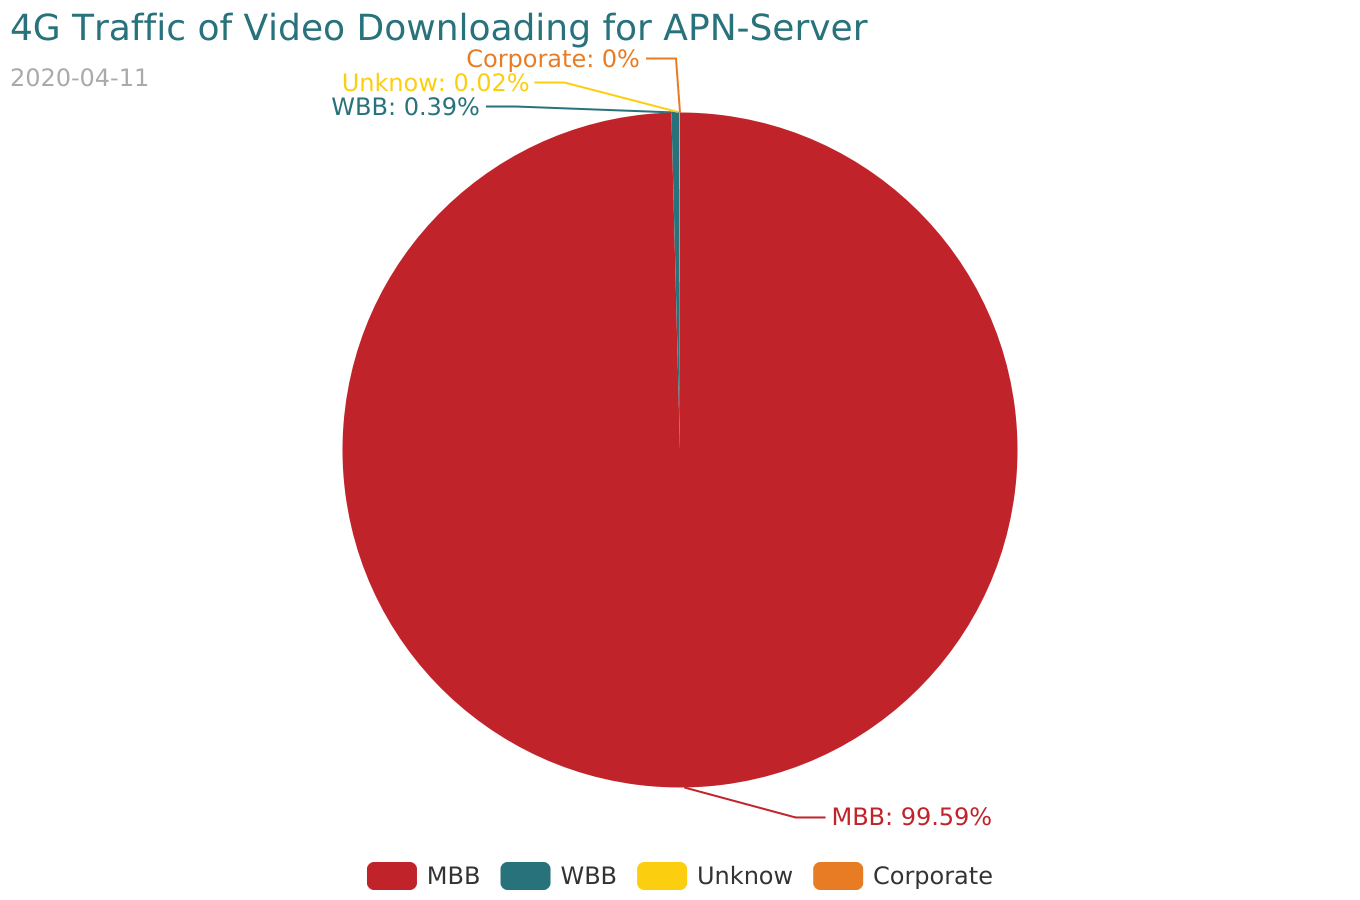 4G Traffic of Video Downloading for APN-Server
2020-04-11
Corporate: 0%
Unknow: 0.02%
WBB: 0.39%
MBB: 99.59%
MBB WBB Unknow Corporate